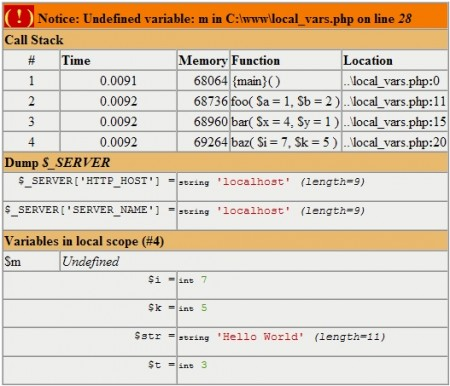 ( ! ) Notice: Undefined variable: m in C:\www\local_vars.php on line 28
Call Stack
# Time Memory Function Location
1 0.0091 68064 {main}( ) ..\local_vars.php:0
2 0.0092 68736 foo( $a = 1, $b = 2 ) ..\local_vars.php:11
3 0.0092 68960 bar( $x = 4, $y = 1 ) ..\local_vars.php:15
4 0.0092 69264 baz( $i = 7, $k = 5 ) ..\local_vars.php:20
Dump $_SERVER
$_SERVER['HTTP_HOST'] = string 'localhost' (length=9)
$_SERVER['SERVER_NAME'] = string 'localhost' (length=9)
Variables in local scope (#4)
$m Undefined
$i = int 7
$k = int 5
$str = string 'Hello World' (length=11)
$t = int 3